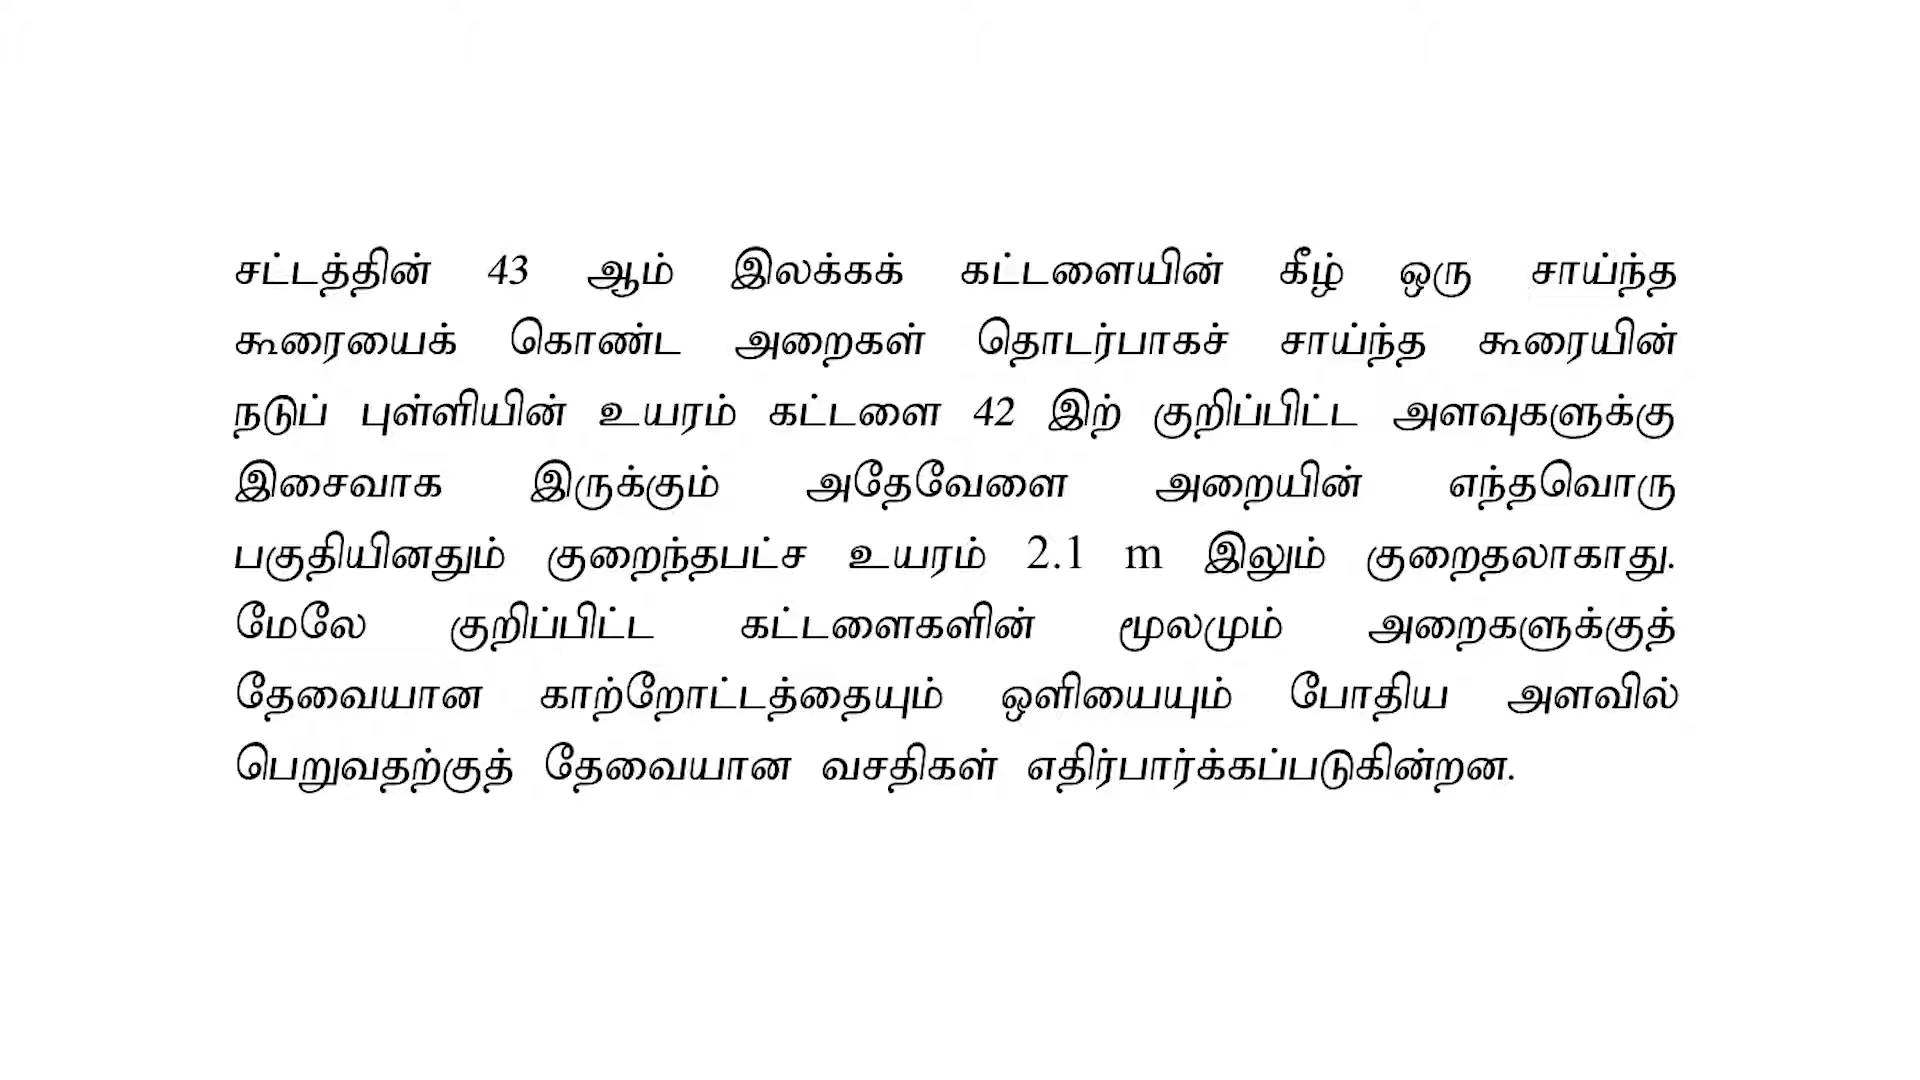 சட்டத்தின் 43 ஆம் இலக்கக் கட்டளையின் கீழ் ஒரு சாய்ந்த
கூரையைக் கொண்ட அறைகள் தொடர்பாகச் சாய்ந்த கூரையின்
நடுப் புள்ளியின் உயரம் கட்டளை 42 இற் குறிப்பிட்ட அளவுகளுக்கு
இசைவாக இருக்கும் அதேவேளை அறையின் எந்தவொரு
பகுதியினதும் குறைந்தபட்ச உயரம் 2.1 m இலும் குறைதலாகாது.
மேலே குறிப்பிட்ட கட்டளைகளின் மூலமும் அறைகளுக்குத்
தேவையான காற்றோட்டத்தையும் ஒளியையும் போதிய அளவில்
பெறுவதற்குத் தேவையான வசதிகள் எதிர்பார்க்கப்படுகின்றன.